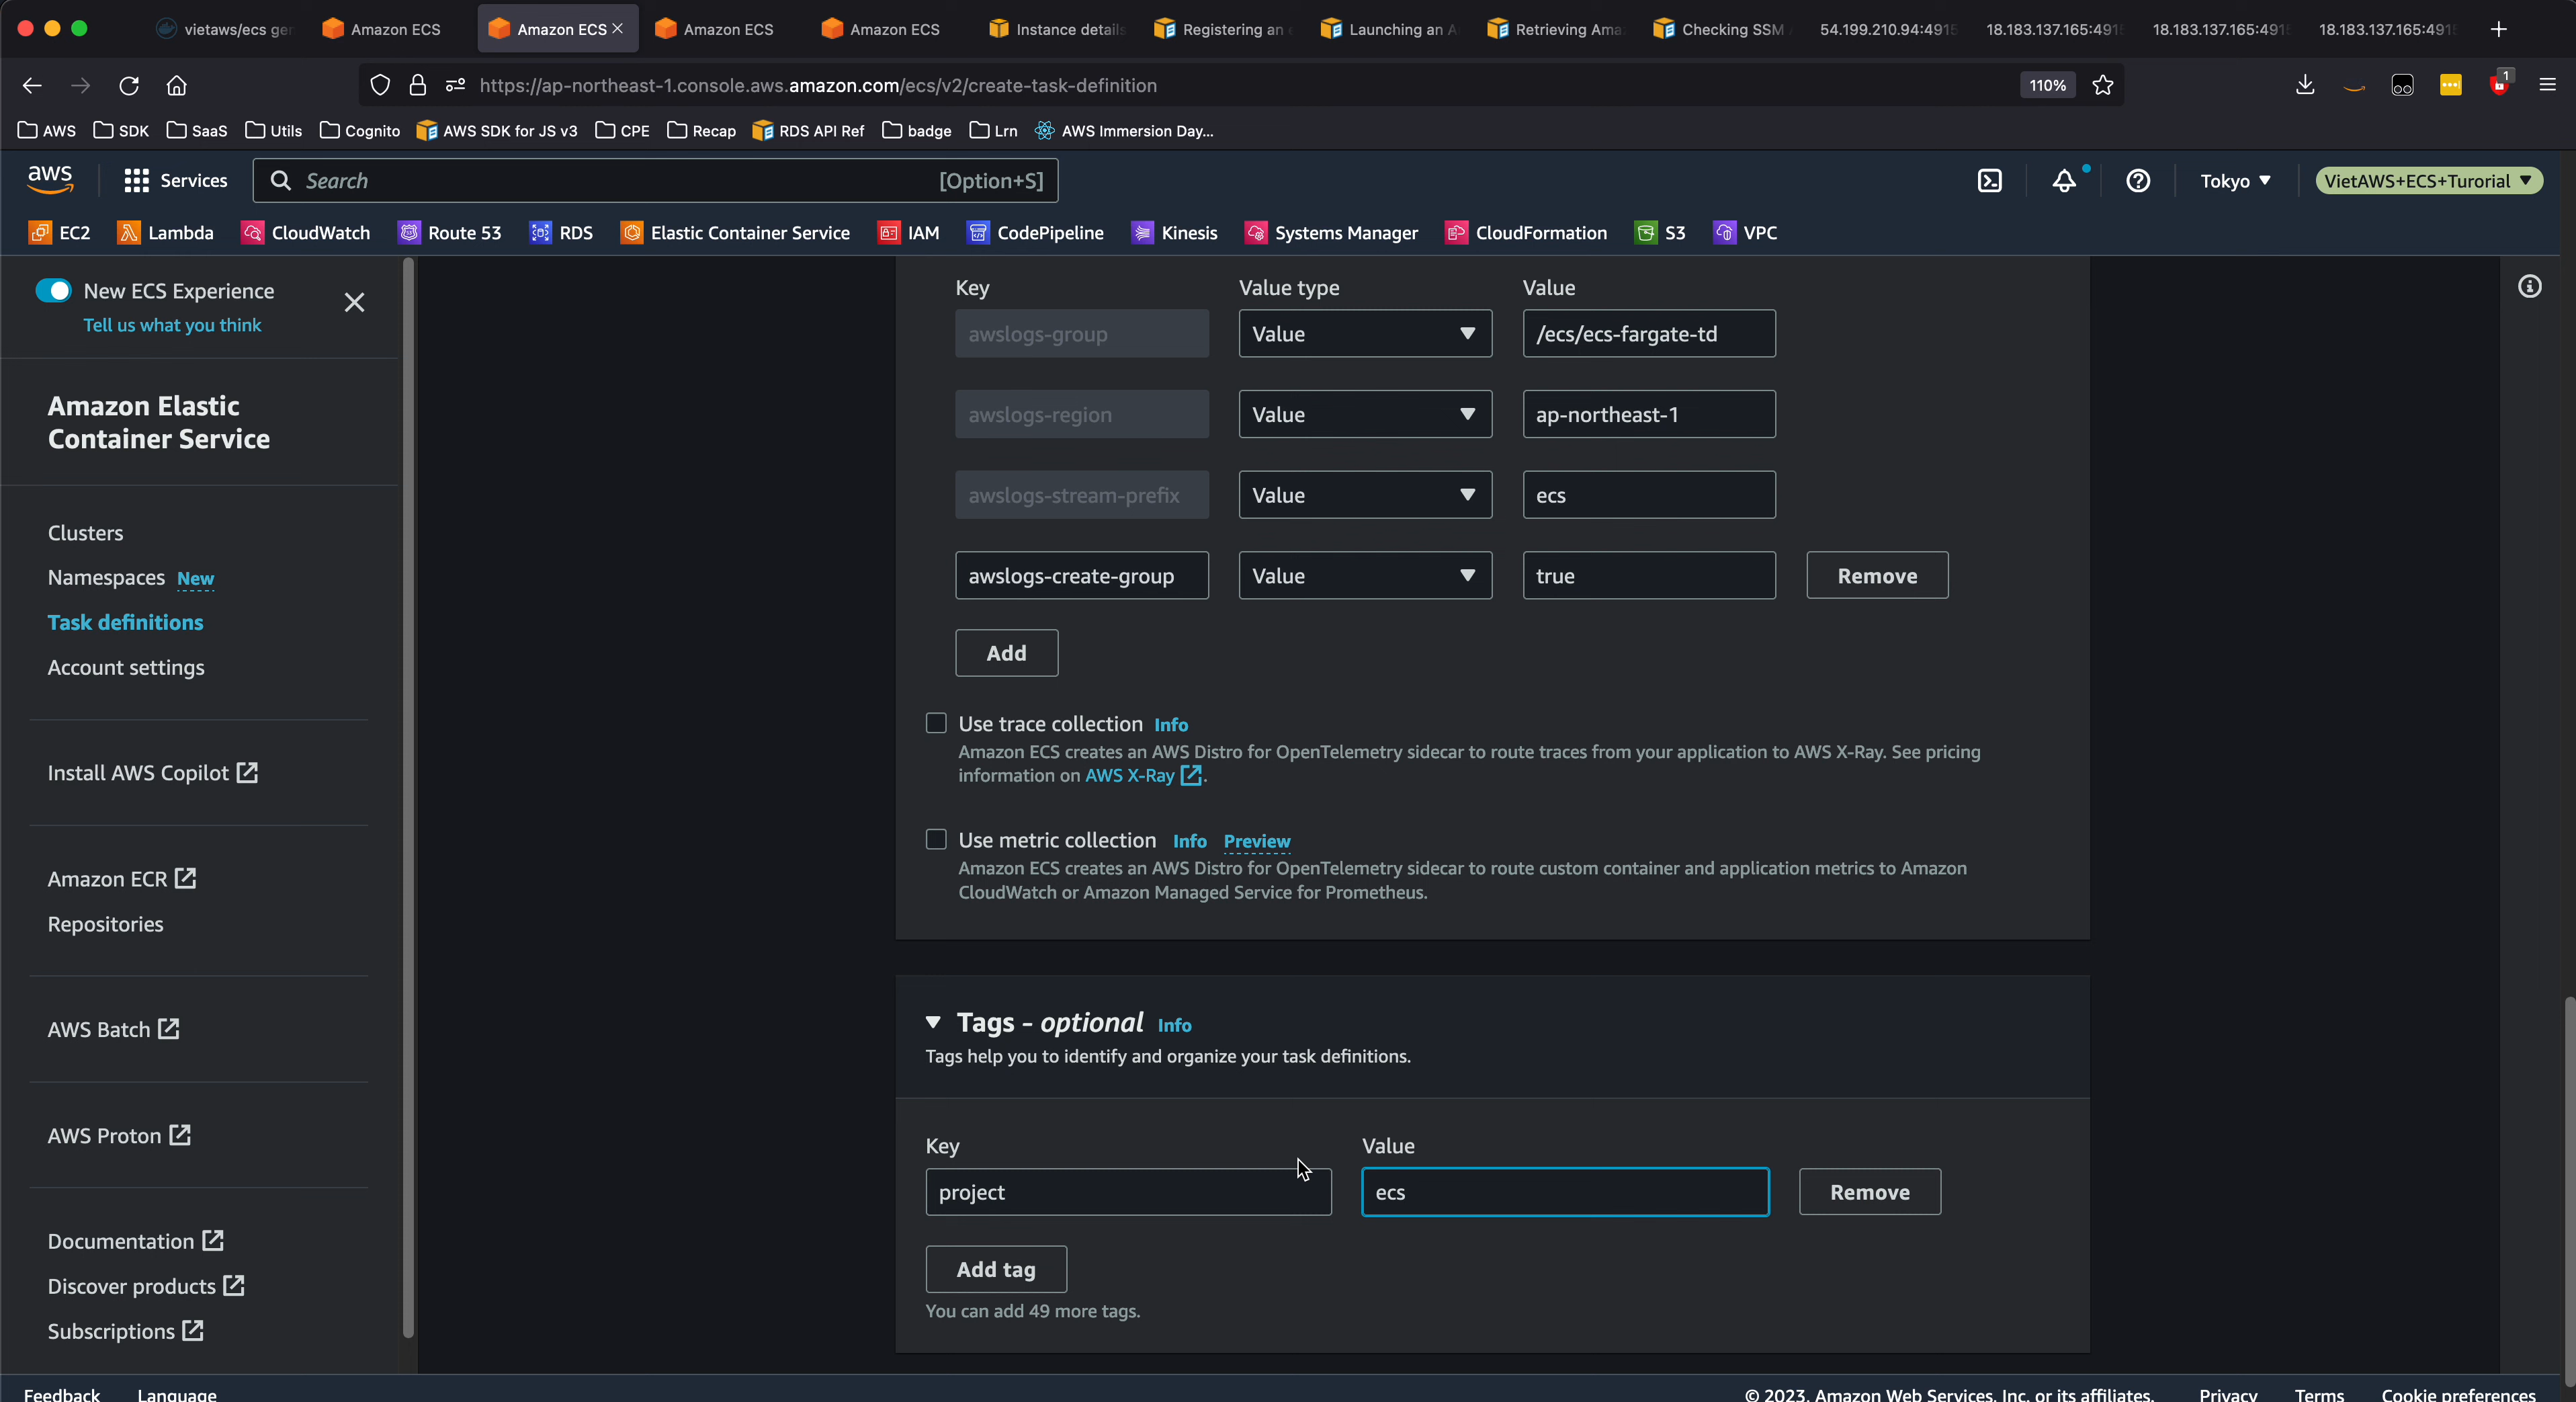 vietaws/ecs ger
Amazon ECS
Amazon ECS
Amazon ECS
Amazon ECS
Instance details
Registering an
Launching an A
Retrieving Ama
Checking SSM
54.199.210.94:4915
18.183.137.165:491
18.183.137.165:491
18.183.137.165:491
https://ap-northeast-1.console.aws.amazon.com/ecs/v2/create-task-definition
110%
1
AWS
SDK
SaaS
Utils
Cognito
AWS SDK for JS v3
CPE
Recap
RDS API Ref
badge
Lrn
AWS Immersion Day...
aws
Services
Search
[Option+S]
Tokyo
VietAWS+ECS+Turorial
EC2
Lambda
CloudWatch
Route 53
RDS
Elastic Container Service
IAM
CodePipeline
Kinesis
Systems Manager
CloudFormation
S3
VPC
New ECS Experience
Tell us what you think
Amazon Elastic
Container Service
Clusters
Namespaces New
Task definitions
Account settings
Install AWS Copilot
Amazon ECR
Repositories
AWS Batch
AWS Proton
Documentation
Discover products
Subscriptions
Key Value type Value
awslogs-group Value /ecs/ecs-fargate-td
awslogs-region Value ap-northeast-1
awslogs-stream-prefix Value ecs
awslogs-create-group Value true Remove
Add
Use trace collection Info
Amazon ECS creates an AWS Distro for OpenTelemetry sidecar to route traces from your application to AWS X-Ray. See pricing
information on AWS X-Ray .
Use metric collection Info Preview
Amazon ECS creates an AWS Distro for OpenTelemetry sidecar to route custom container and application metrics to Amazon
CloudWatch or Amazon Managed Service for Prometheus.
Tags - optional Info
Tags help you to identify and organize your task definitions.
Key Value
project ecs Remove
Add tag
You can add 49 more tags.
Feedback Language
© 2023, Amazon Web Services, Inc. or its affiliates. Privacy Terms Cookie preferences